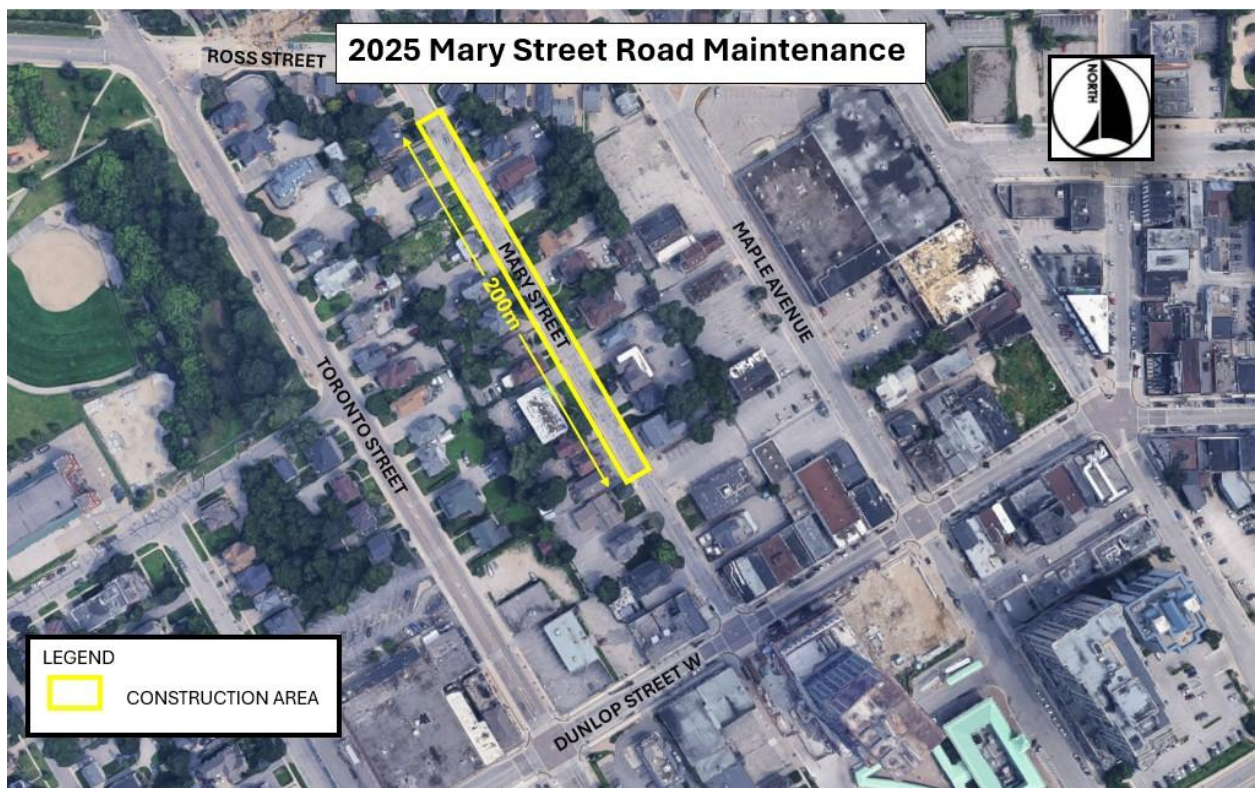 2025 Mary Street Road Maintenance
ROSS STREET
NORTH
MARY STREET
200m
MAPLE AVENUE
TORONTO STREET
DUNLOP STREET W
LEGEND
CONSTRUCTION AREA